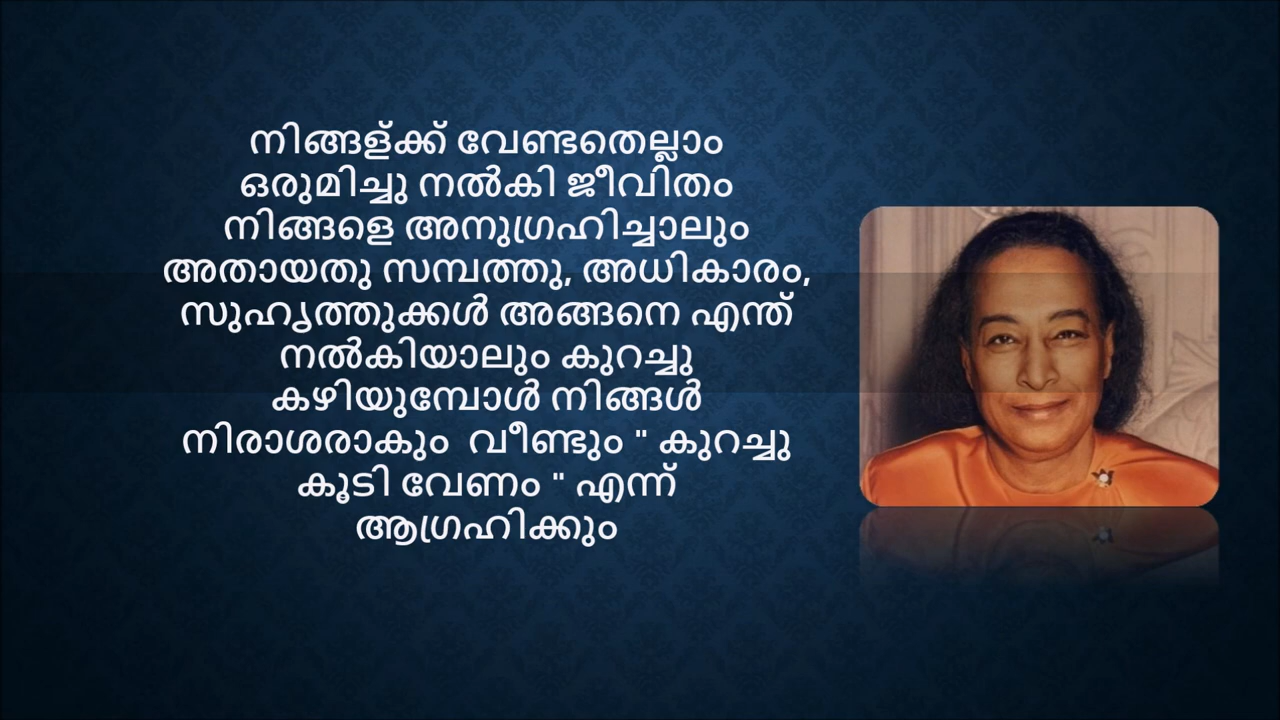 നിങ്ങള്ക്ക് വേണ്ടതെല്ലാം
ഒരുമിച്ചു നൽകി ജീവിതം
നിങ്ങളെ അനുഗ്രഹിച്ചാലും
അതായതു സമ്പത്തു, അധികാരം,
സുഹൃത്തുക്കൾ അങ്ങനെ എന്ത്
നൽകിയാലും കുറച്ചു
കഴിയുമ്പോൾ നിങ്ങൾ
നിരാശരാകും വീണ്ടും " കുറച്ചു
കൂടി വേണം " എന്ന്
ആഗ്രഹിക്കും